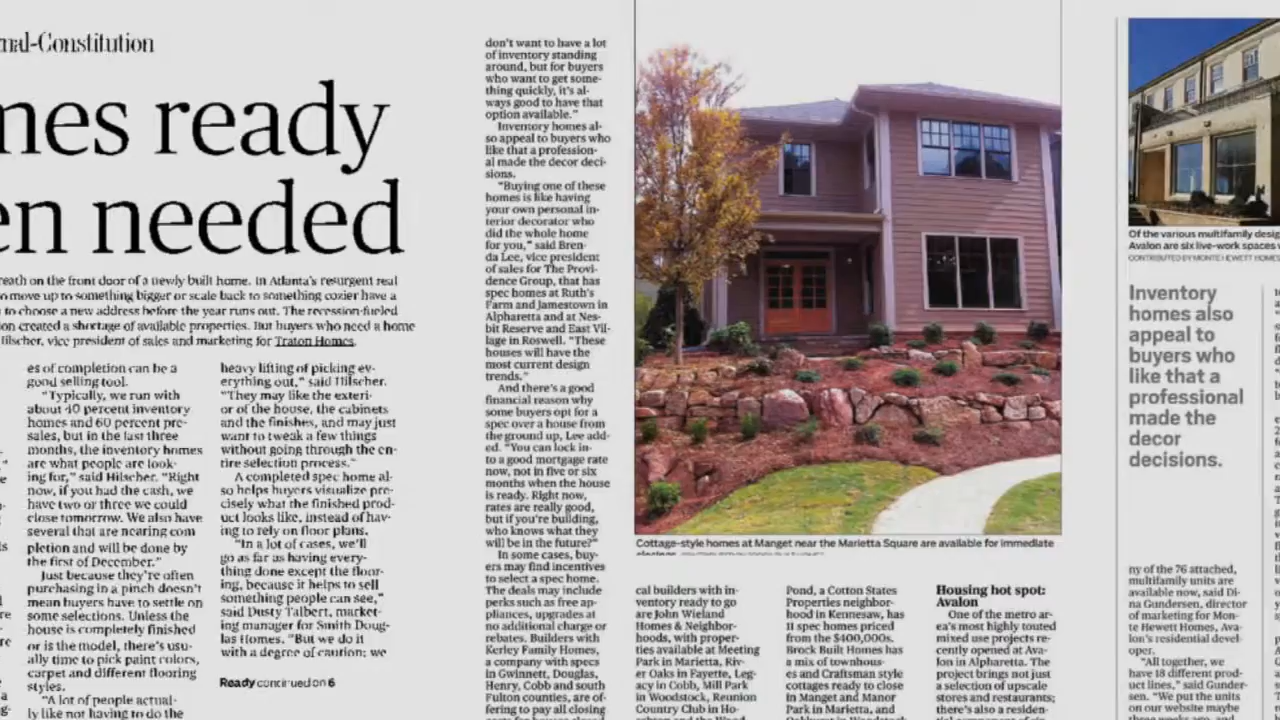 nal-Constitution
mes ready
en needed
reath on the front door of a newly built home. In Atlanta's resurgent real
o move up to something bigger or scale back to something cozier have a
to choose a new address before the year runs out. The recession-fueled
ion created a shortage of available properties. But buyers who need a home
Hilscher, vice president of sales and marketing for Traton Homes.
es of completion can be a
good selling tool.
"Typically, we run with
about 40 percent inventory
homes and 60 percent pre-
sales, but in the last three
months, the inventory homes
are what people are look-
ing for," said Hilscher. "Right
now, if you had the cash, we
have two or three we could
close tomorrow. We also have
several that are nearing com
pletion and will be done by
the first of December."
Just because they're often
purchasing in a pinch doesn't
mean buyers have to settle on
some selections. Unless the
house is completely finished
or is the model, there's usu-
ally time to pick paint colors,
carpet and different flooring
styles.
"A lot of people actual-
ly like not having to do the
heavy lifting of picking ev-
erything out," said Hilscher.
"They may like the exteri-
or of the house, the cabinets
and the finishes, and may just
want to tweak a few things
without going through the en-
tire selection process."
A completed spec home al-
so helps buyers visualize pre-
cisely what the finished prod-
uct looks like, instead of hav-
ing to rely on floor plans.
"In a lot of cases, we'll
go as far as having every-
thing done except the floor-
ing, because it helps to sell
something people can see,"
said Dusty Talbert, market-
ing manager for Smith Doug-
las Homes. "But we do it
with a degree of caution; we
Ready continued on 6
don't want to have a lot
of inventory standing
around, but for buyers
who want to get some-
thing quickly, it's al-
ways good to have that
option available."
Inventory homes al-
so appeal to buyers who
like that a profession-
al made the decor deci-
sions.
"Buying one of these
homes is like having
your own personal in-
terior decorator who
did the whole home
for you," said Bren-
da Lee, vice president
of sales for The Provi-
dence Group, that has
spec homes at Ruth's
Farm and Jamestown in
Alpharetta and at Nes-
bit Reserve and East Vil-
lage in Roswell. "These
houses will have the
most current design
trends."
And there's a good
financial reason why
some buyers opt for a
spec over a house from
the ground up, Lee add-
ed. "You can lock in-
to a good mortgage rate
now, not in five or six
months when the house
is ready. Right now,
rates are really good,
but if you're building,
who knows what they
will be in the future?"
In some cases, buy-
ers may find incentives
to select a spec home.
The deals may include
perks such as free ap-
pliances, upgrades at
no additional charge or
rebates. Builders with
Kerley Family Homes,
a company with specs
in Gwinnett, Douglas,
Henry, Cobb and south
Fulton counties, are of-
fering to pay all closing
Cottage-style homes at Manget near the Marietta Square are available for immediate
cal builders with in-
ventory ready to go
are John Wieland
Homes & Neighbor-
hoods, with proper-
ties available at Meeting
Park in Marietta, Riv-
er Oaks in Fayette, Leg-
acy in Cobb, Mill Park
in Woodstock, Reunion
Country Club in Ho-
Pond, a Cotton States
Properties neighbor-
hood in Kennesaw, has
11 spec homes priced
from the $400,000s.
Brock Built Homes has
a mix of townhous-
es and Craftsman style
cottages ready to close
in Manget and Manor
Park in Marietta, and
Housing hot spot:
Avalon
One of the metro ar-
ea's most highly touted
mixed use projects re-
cently opened at Ava-
lon in Alpharetta. The
project brings not just
a selection of upscale
stores and restaurants;
there's also a residen-
Of the various multifamily desig
Avalon are six live-work spaces
CONTRIBUTED BY MONTE HEWETT HOMES
Inventory
homes also
appeal to
buyers who
like that a
professional
made the
decor
decisions.
ny of the 76 attached,
multifamily units are
available now, said Di-
na Gundersen, director
of marketing for Mon-
te Hewett Homes, Ava-
lon's residential devel-
oper.
"All together, we
have 18 different prod-
uct lines," said Gunder-
sen. "We put the units
on our website maybe